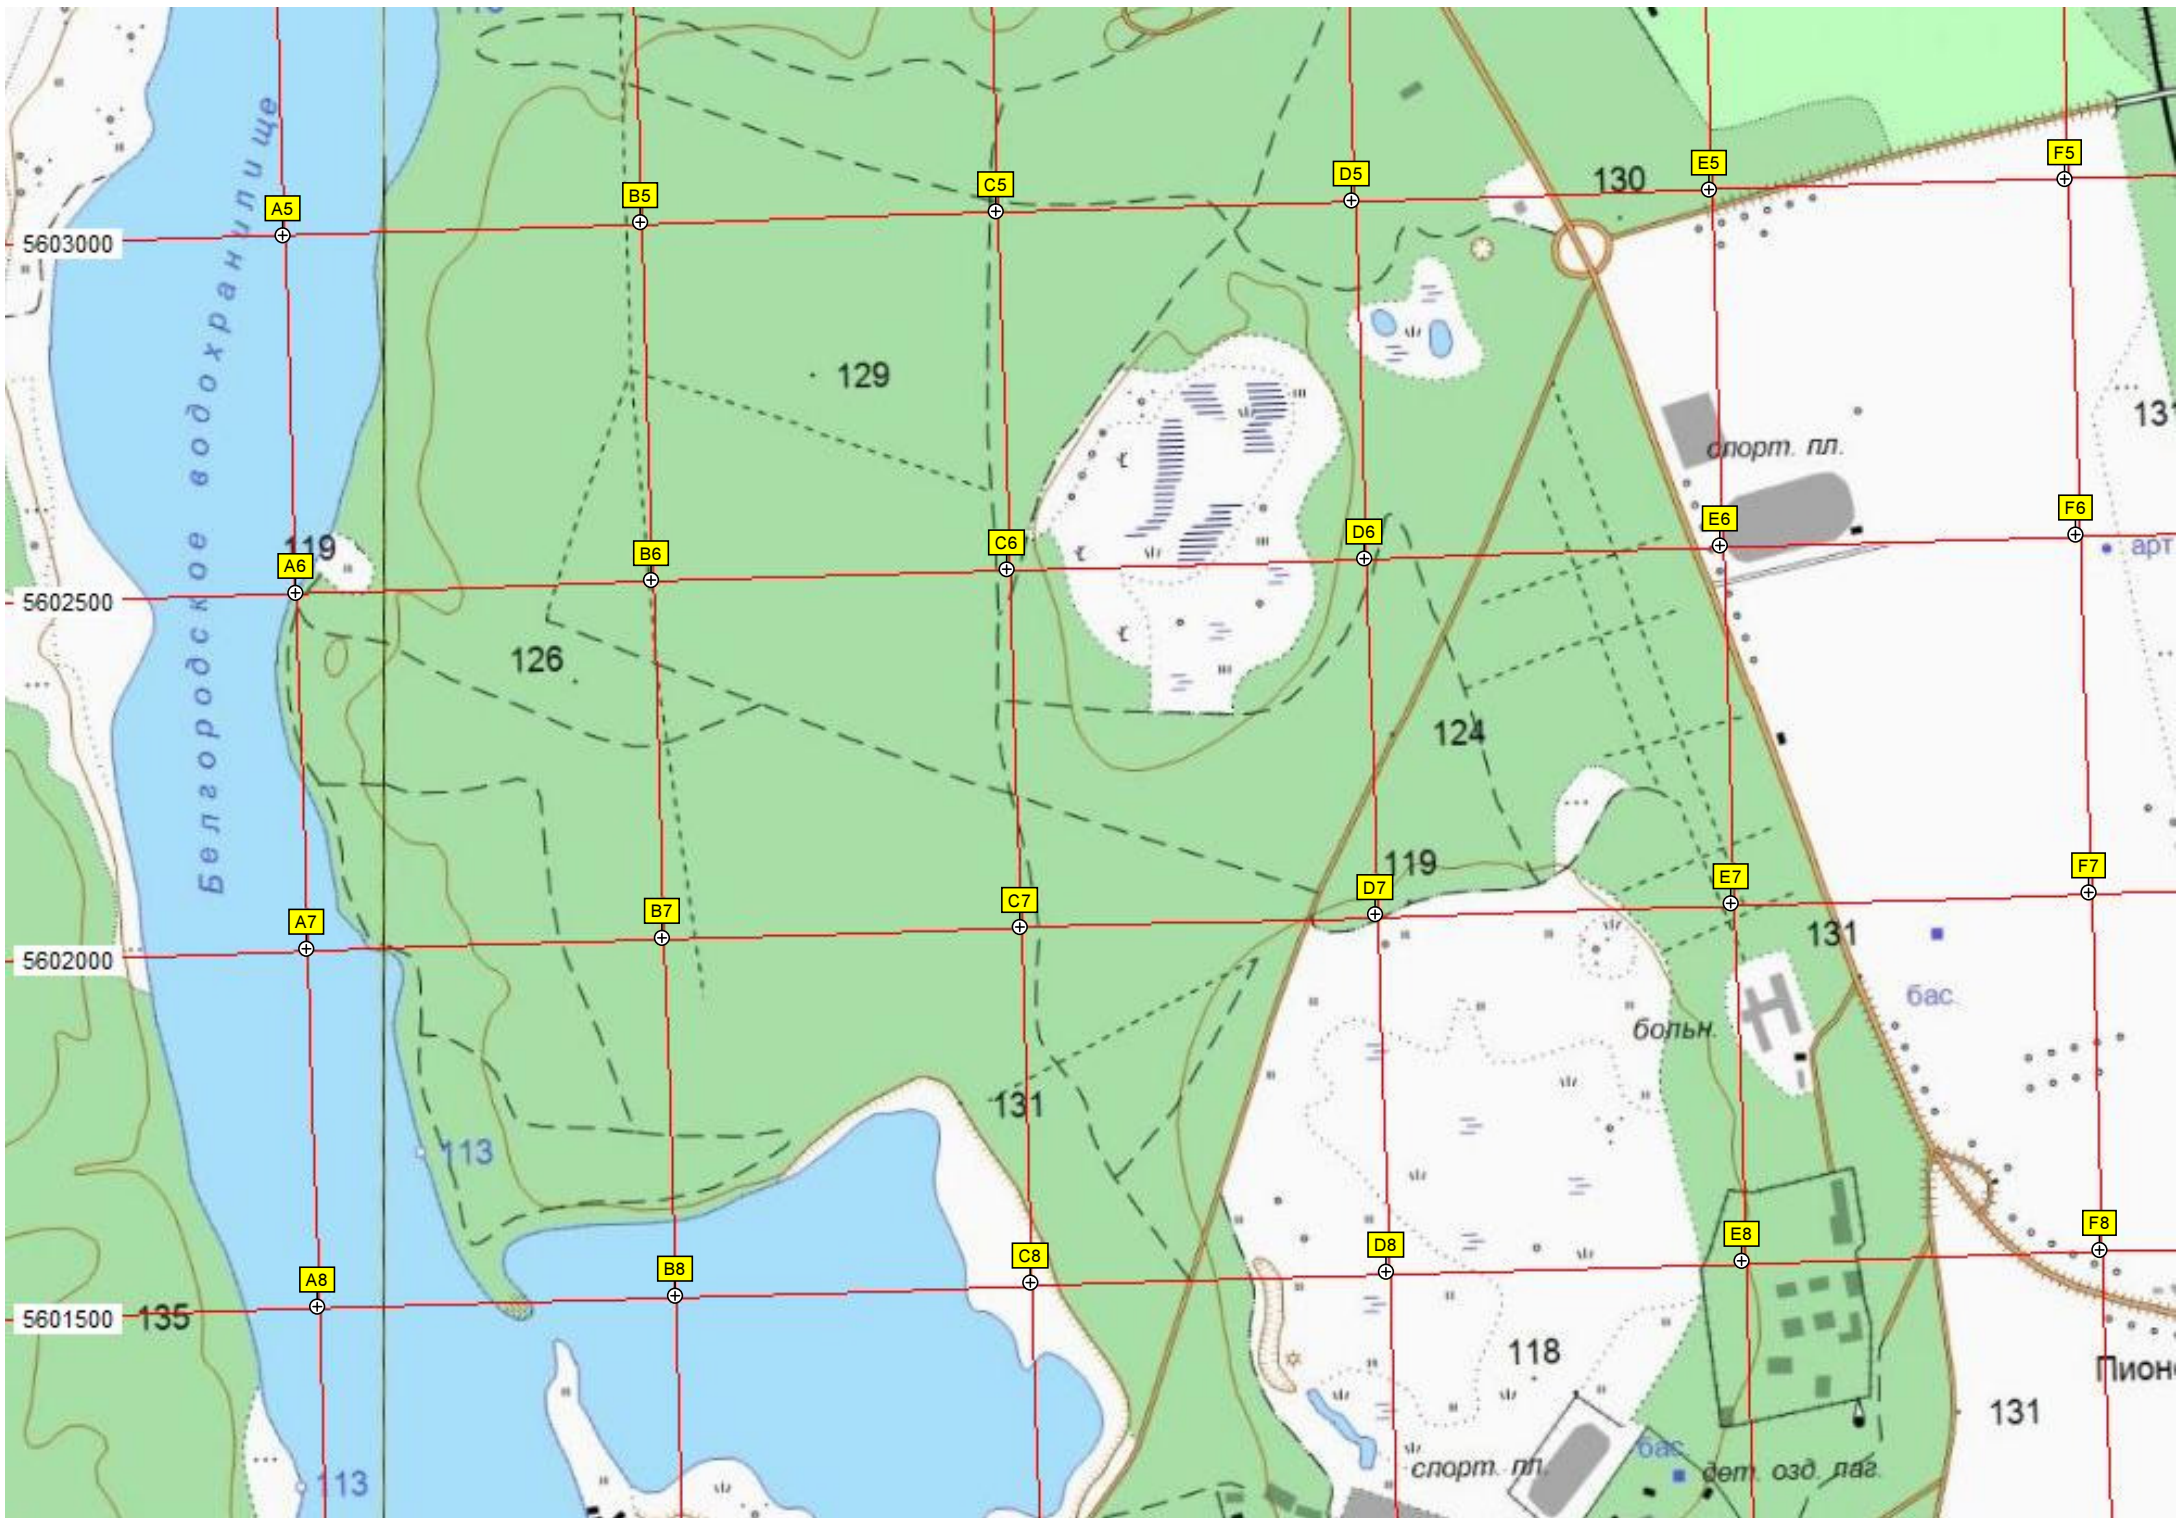 F5
E5
D5
130
C5
B5
A5
5603000
Белгородское водохранилище
129
спорт. пл.
F6
E6
D6
арт
C6
119
B6
A6
5602500
126
124
119
F7
E7
D7
C7
B7
131
A7
5602000
бас.
больн.
131
113
F8
E8
D8
C8
B8
A8
5601500
135
118
131
бас.
спорт. пл.
дет. озд. лаг.
113